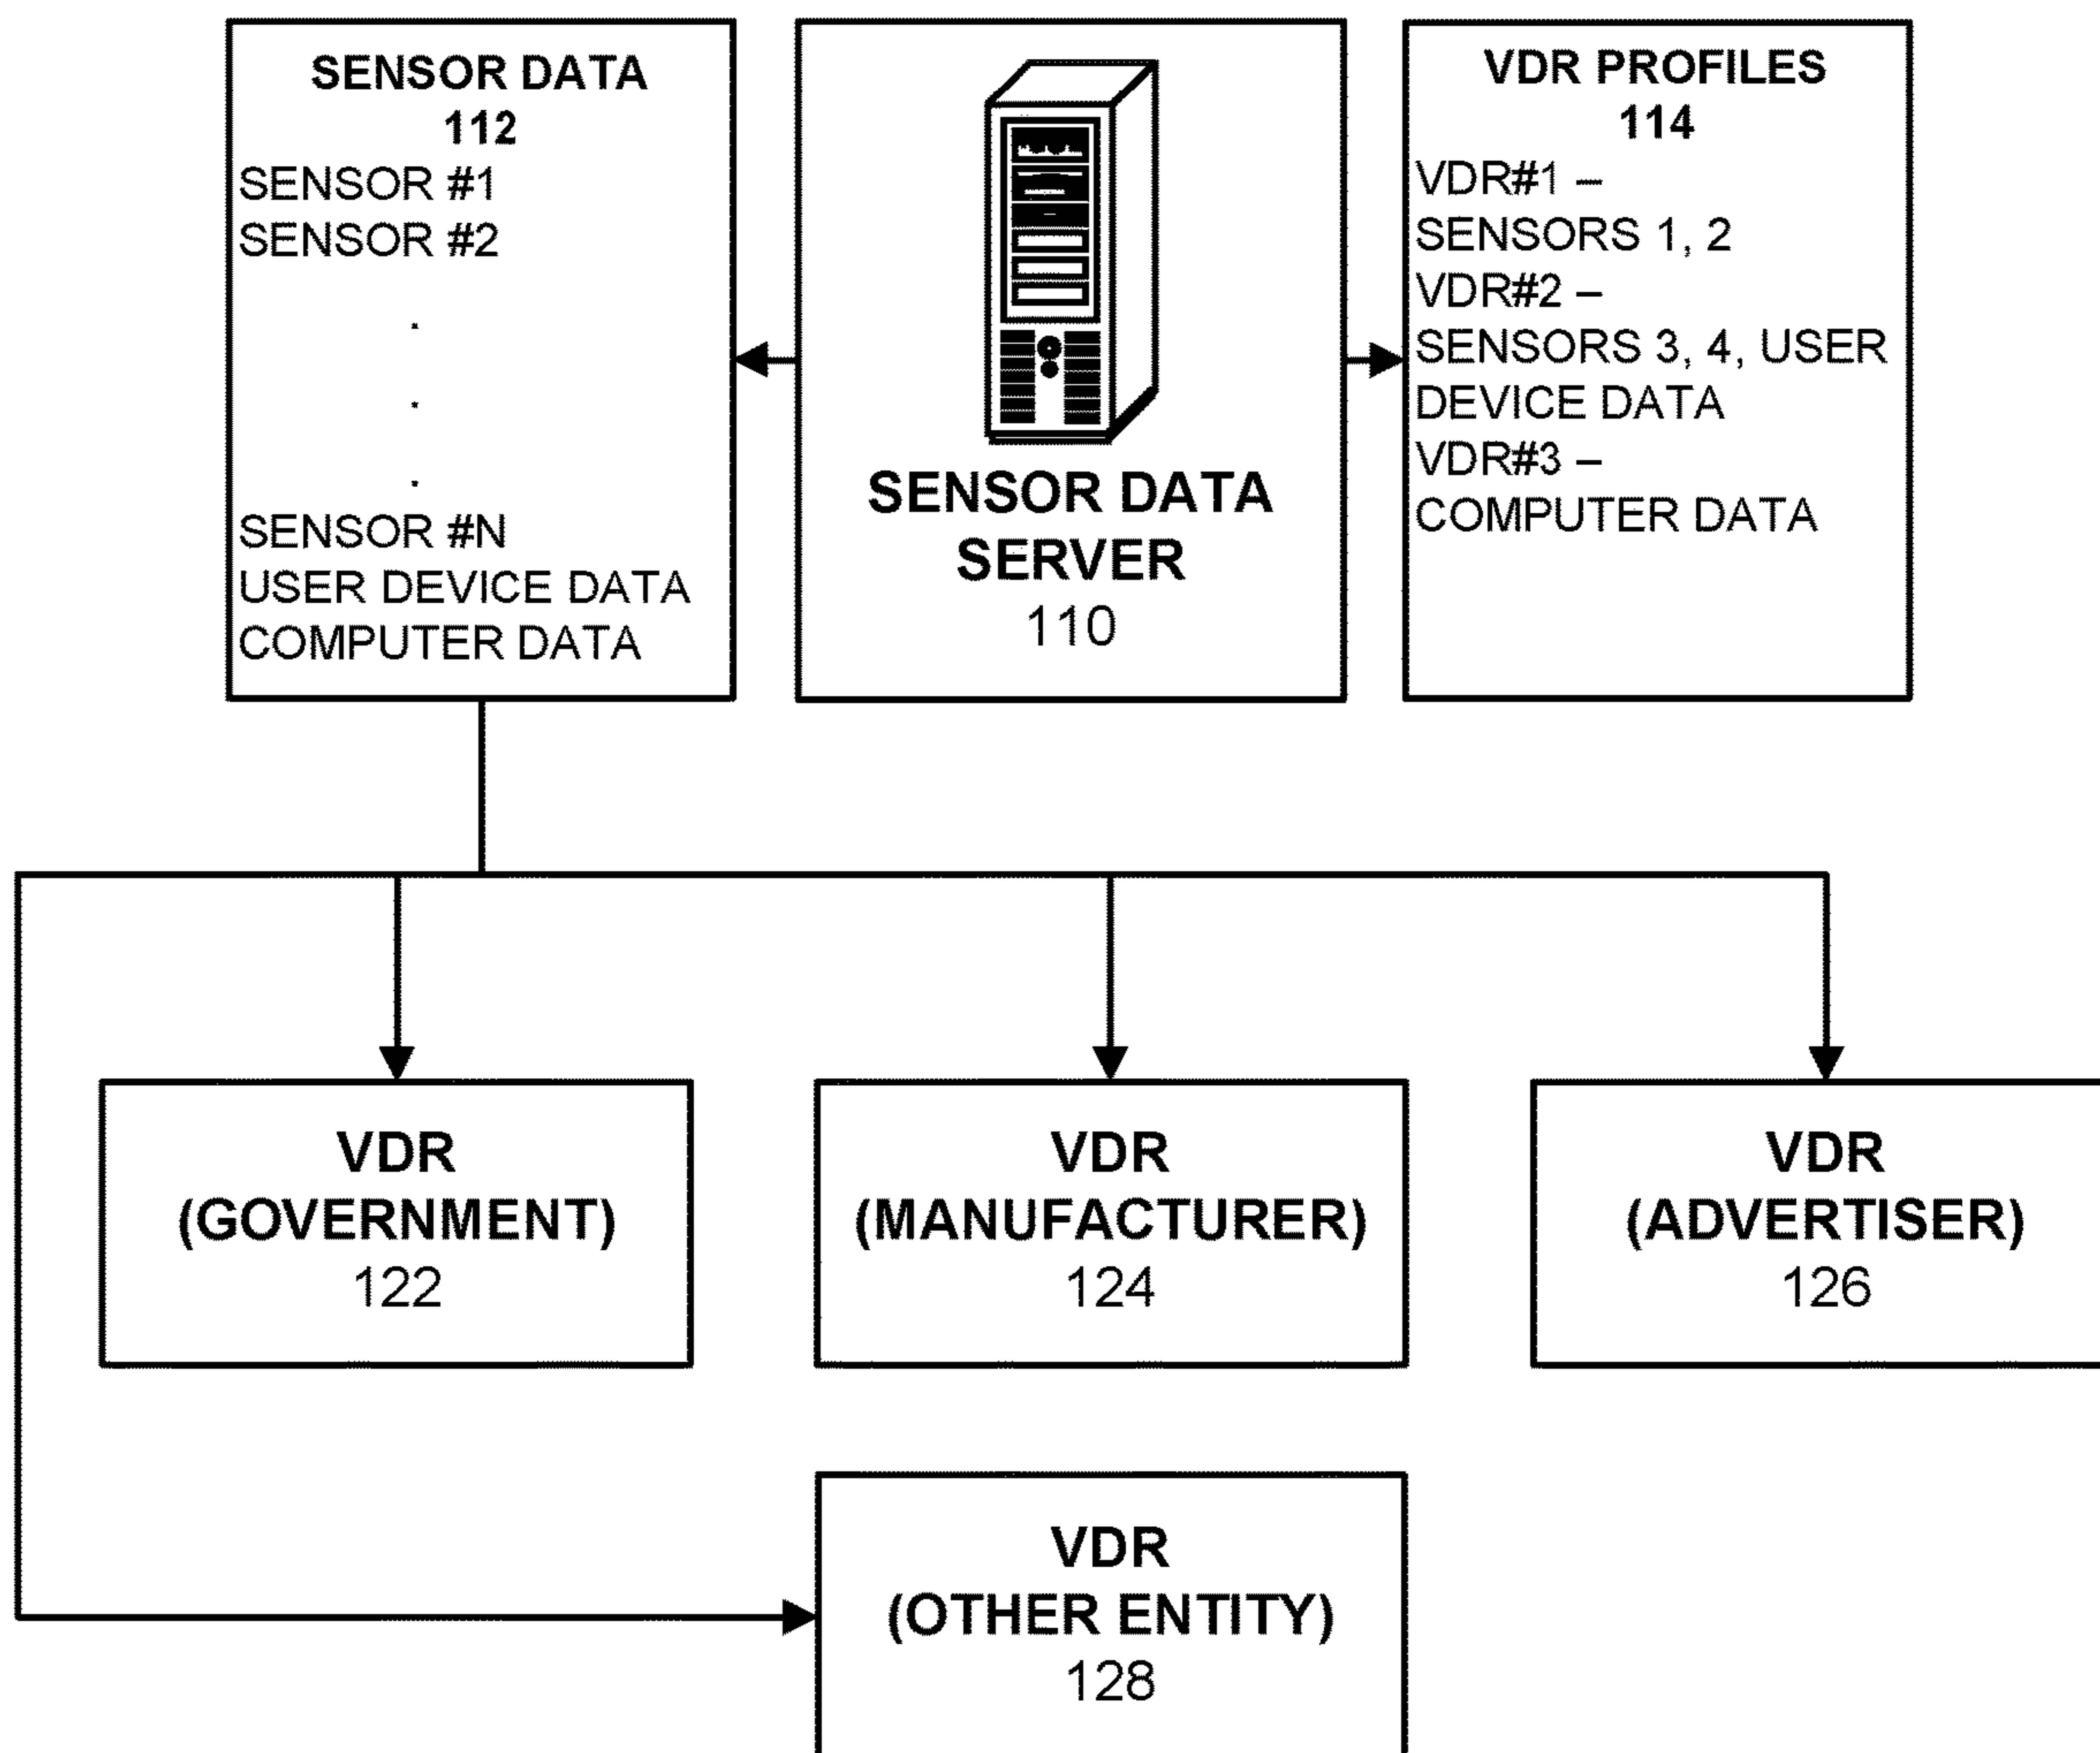 SENSOR DATA
112
SENSOR #1
SENSOR #2
.
.
.
SENSOR #N
USER DEVICE DATA
COMPUTER DATA
SENSOR DATA
SERVER
110
VDR PROFILES
114
VDR#1 –
SENSORS 1, 2
VDR#2 –
SENSORS 3, 4, USER
DEVICE DATA
VDR#3 –
COMPUTER DATA
VDR
(GOVERNMENT)
122
VDR
(MANUFACTURER)
124
VDR
(ADVERTISER)
126
VDR
(OTHER ENTITY)
128